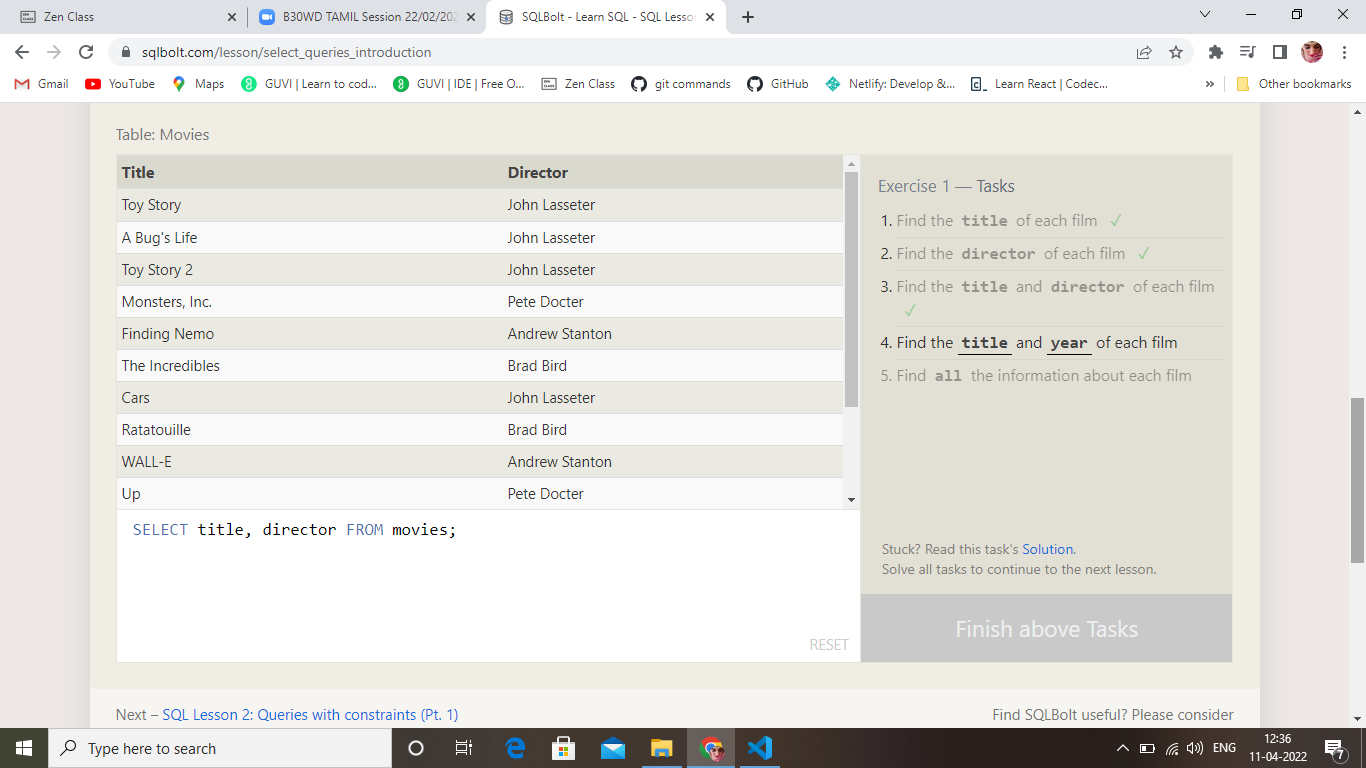 Zen Class
B30WD TAMIL Session 22/02/202
SQLBolt - Learn SQL - SQL Lesson
sqlbolt.com/lesson/select_queries_introduction
Gmail YouTube Maps GUVI | Learn to cod... GUVI | IDE | Free O... Zen Class git commands GitHub Netlify: Develop &... Learn React | Codec... » Other bookmarks
Table: Movies
Title Director
Toy Story John Lasseter
A Bug's Life John Lasseter
Toy Story 2 John Lasseter
Monsters, Inc. Pete Docter
Finding Nemo Andrew Stanton
The Incredibles Brad Bird
Cars John Lasseter
Ratatouille Brad Bird
WALL-E Andrew Stanton
Up Pete Docter
SELECT title, director FROM movies;
RESET
Exercise 1 — Tasks
1. Find the title of each film ✓
2. Find the director of each film ✓
3. Find the title and director of each film
✓
4. Find the title and year of each film
5. Find all the information about each film
Stuck? Read this task's Solution.
Solve all tasks to continue to the next lesson.
Finish above Tasks
Next – SQL Lesson 2: Queries with constraints (Pt. 1)
Find SQLBolt useful? Please consider
Type here to search
ENG
12:36
11-04-2022
7